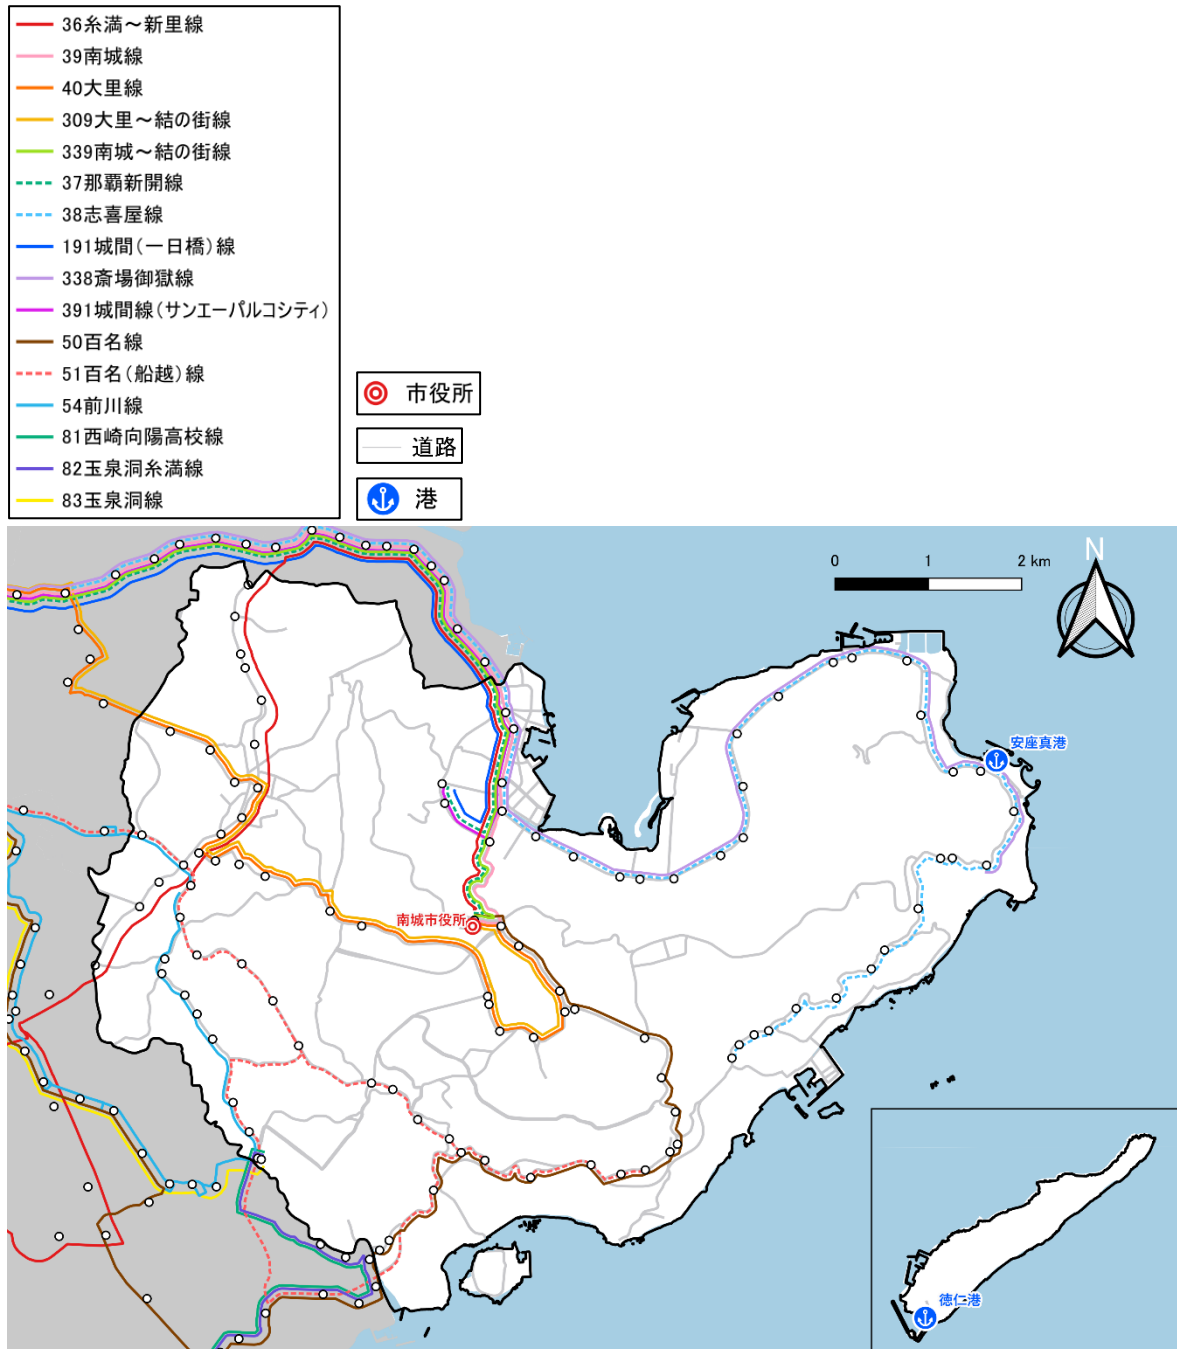 36糸満～新里線
39南城線
40大里線
309大里～結の街線
339南城～結の街線
37那覇新開線
38志喜屋線
191城間(一日橋)線
338斎場御嶽線
391城間線(サンエーパルコシティ)
50百名線
51百名(船越)線
54前川線
81西崎向陽高校線
82玉泉洞糸満線
83玉泉洞線
市役所
道路
港
0 1 2 km
N
安座真港
南城市役所
徳仁港